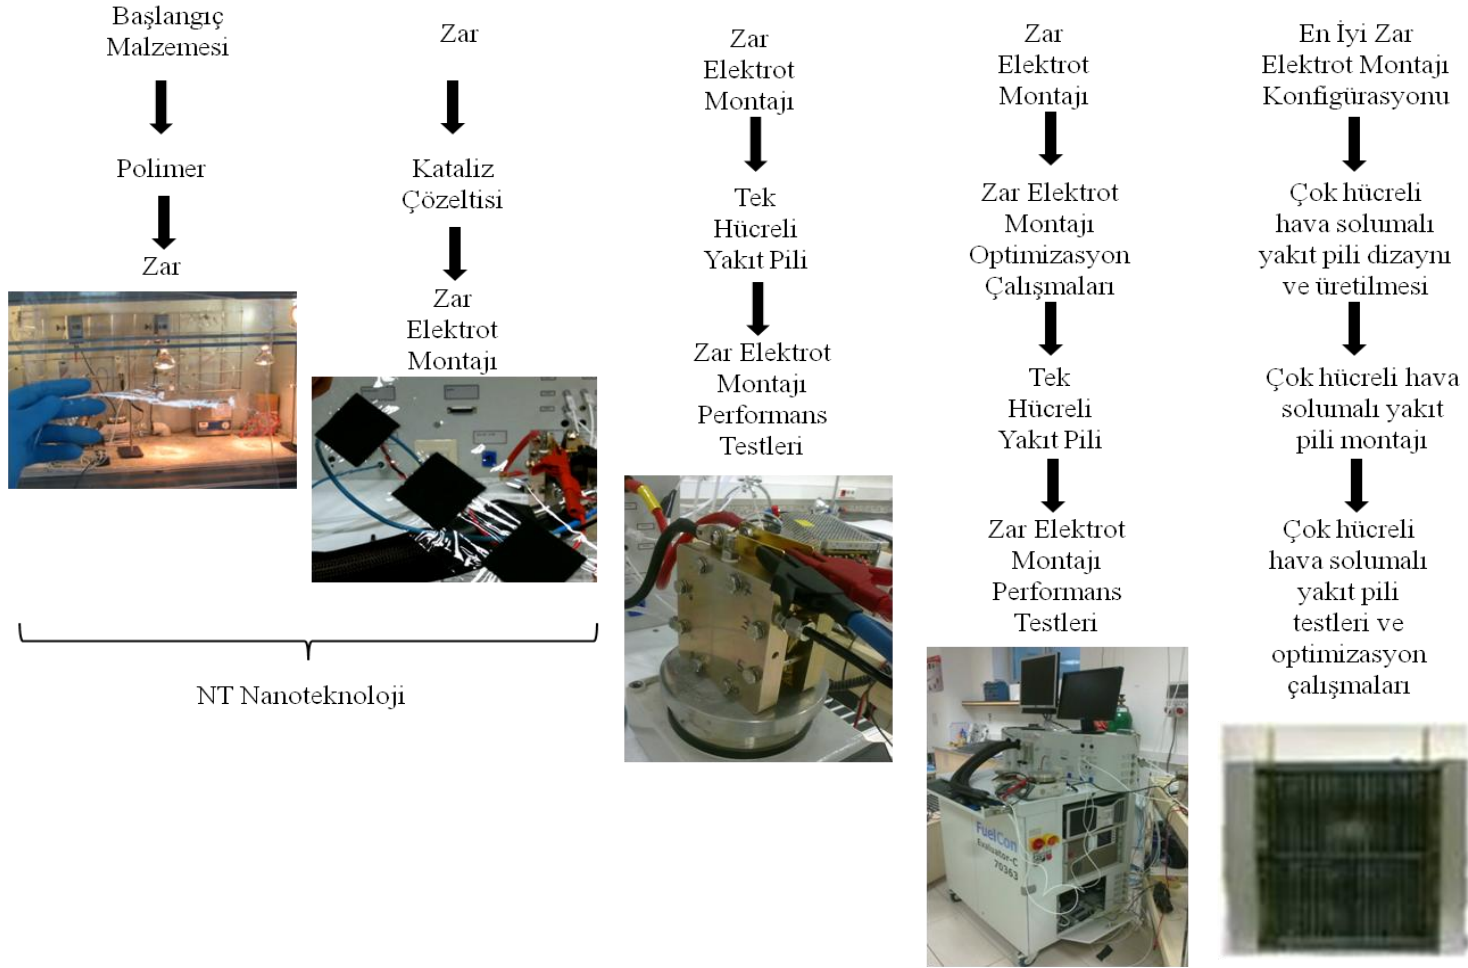 Başlangıç
Malzemesi
Polimer
Zar
Zar
Kataliz
Çözeltisi
Zar
Elektrot
Montajı
NT Nanoteknoloji
Zar
Elektrot
Montajı
Tek
Hücreli
Yakıt Pili
Zar Elektrot
Montajı
Performans
Testleri
Zar
Elektrot
Montajı
Zar Elektrot
Montajı
Optimizasyon
Çalışmaları
Tek
Hücreli
Yakıt Pili
Zar Elektrot
Montajı
Performans
Testleri
FuelCon
Evaluator-C
70363
En İyi Zar
Elektrot Montajı
Konfigürasyonu
Çok hücreli
hava solumalı
yakıt pili dizaynı
ve üretilmesi
Çok hücreli hava
solumalı yakıt
pili montajı
Çok hücreli
hava solumalı
yakıt pili
testleri ve
optimizasyon
çalışmaları